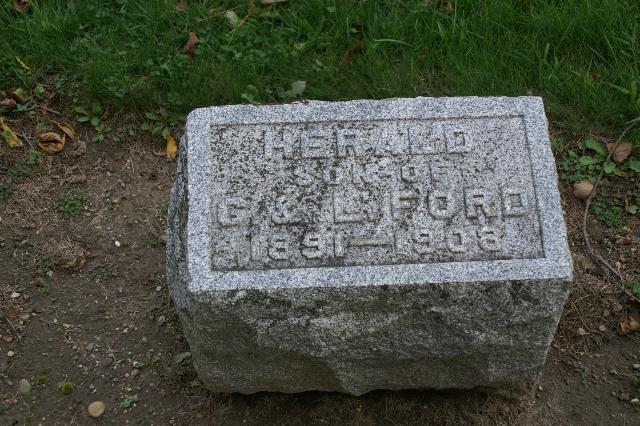 HERALD
SON OF
C. & L. FORD
1891—1908